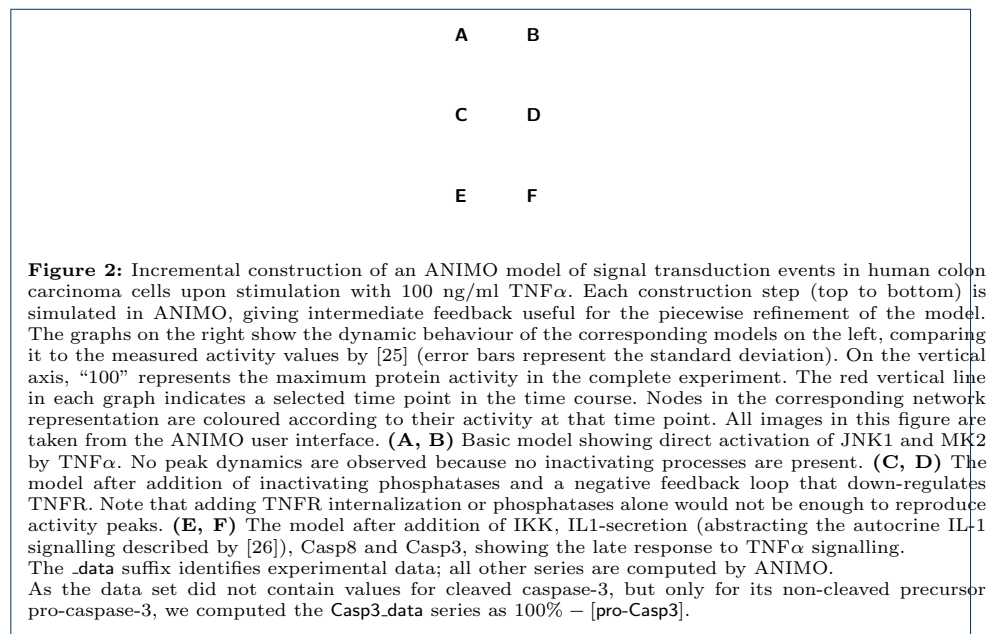 A B
C D
E F
Figure 2: Incremental construction of an ANIMO model of signal transduction events in human colon
carcinoma cells upon stimulation with 100 ng/ml TNFα. Each construction step (top to bottom) is
simulated in ANIMO, giving intermediate feedback useful for the piecewise refinement of the model.
The graphs on the right show the dynamic behaviour of the corresponding models on the left, comparing
it to the measured activity values by [25] (error bars represent the standard deviation). On the vertical
axis, “100” represents the maximum protein activity in the complete experiment. The red vertical line
in each graph indicates a selected time point in the time course. Nodes in the corresponding network
representation are coloured according to their activity at that time point. All images in this figure are
taken from the ANIMO user interface. (A, B) Basic model showing direct activation of JNK1 and MK2
by TNFα. No peak dynamics are observed because no inactivating processes are present. (C, D) The
model after addition of inactivating phosphatases and a negative feedback loop that down-regulates
TNFR. Note that adding TNFR internalization or phosphatases alone would not be enough to reproduce
activity peaks. (E, F) The model after addition of IKK, IL1-secretion (abstracting the autocrine IL-1
signalling described by [26]), Casp8 and Casp3, showing the late response to TNFα signalling.
The _data suffix identifies experimental data; all other series are computed by ANIMO.
As the data set did not contain values for cleaved caspase-3, but only for its non-cleaved precursor
pro-caspase-3, we computed the Casp3_data series as 100% − [pro-Casp3].